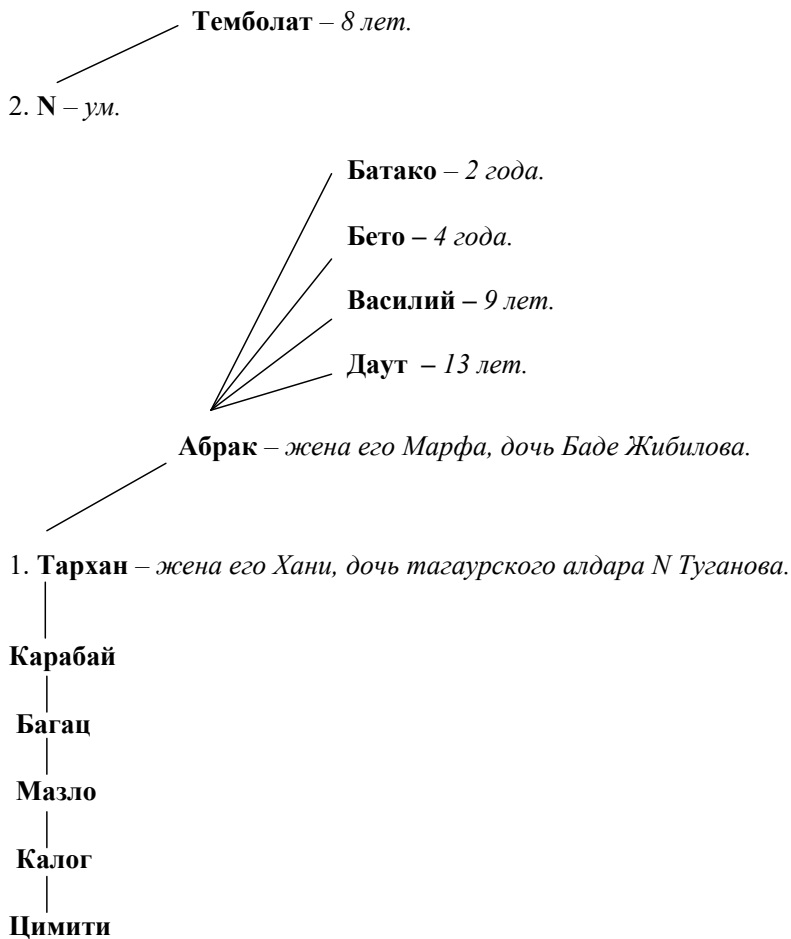 Темболат – 8 лет.
2. N – ум.
Батако – 2 года.
Бето – 4 года.
Василий – 9 лет.
Даут – 13 лет.
Абрак – жена его Марфа, дочь Баде Жибилова.
1. Тархан – жена его Хани, дочь тагаурского алдара N Туганова.
Карабай
Багац
Мазло
Калог
Цимити